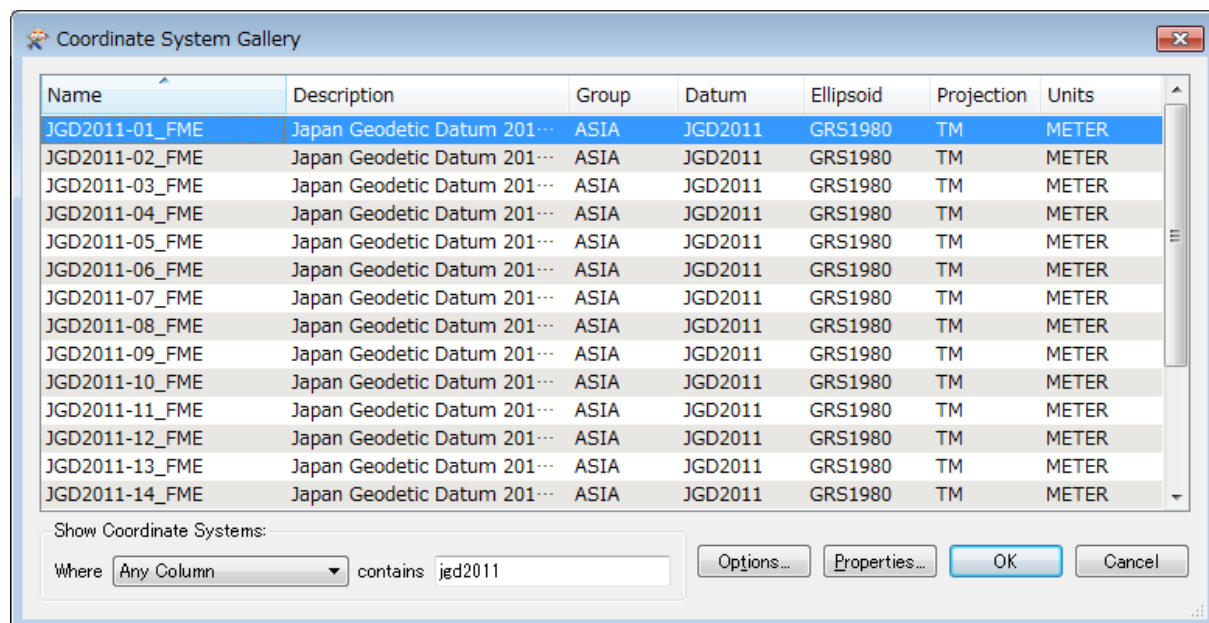 Coordinate System Gallery
Name Description Group Datum Ellipsoid Projection Units
JGD2011-01_FME Japan Geodetic Datum 201··· ASIA JGD2011 GRS1980 TM METER
JGD2011-02_FME Japan Geodetic Datum 201··· ASIA JGD2011 GRS1980 TM METER
JGD2011-03_FME Japan Geodetic Datum 201··· ASIA JGD2011 GRS1980 TM METER
JGD2011-04_FME Japan Geodetic Datum 201··· ASIA JGD2011 GRS1980 TM METER
JGD2011-05_FME Japan Geodetic Datum 201··· ASIA JGD2011 GRS1980 TM METER
JGD2011-06_FME Japan Geodetic Datum 201··· ASIA JGD2011 GRS1980 TM METER
JGD2011-07_FME Japan Geodetic Datum 201··· ASIA JGD2011 GRS1980 TM METER
JGD2011-08_FME Japan Geodetic Datum 201··· ASIA JGD2011 GRS1980 TM METER
JGD2011-09_FME Japan Geodetic Datum 201··· ASIA JGD2011 GRS1980 TM METER
JGD2011-10_FME Japan Geodetic Datum 201··· ASIA JGD2011 GRS1980 TM METER
JGD2011-11_FME Japan Geodetic Datum 201··· ASIA JGD2011 GRS1980 TM METER
JGD2011-12_FME Japan Geodetic Datum 201··· ASIA JGD2011 GRS1980 TM METER
JGD2011-13_FME Japan Geodetic Datum 201··· ASIA JGD2011 GRS1980 TM METER
JGD2011-14_FME Japan Geodetic Datum 201··· ASIA JGD2011 GRS1980 TM METER
Show Coordinate Systems:
Where Any Column contains jgd2011 Options... Properties... OK Cancel